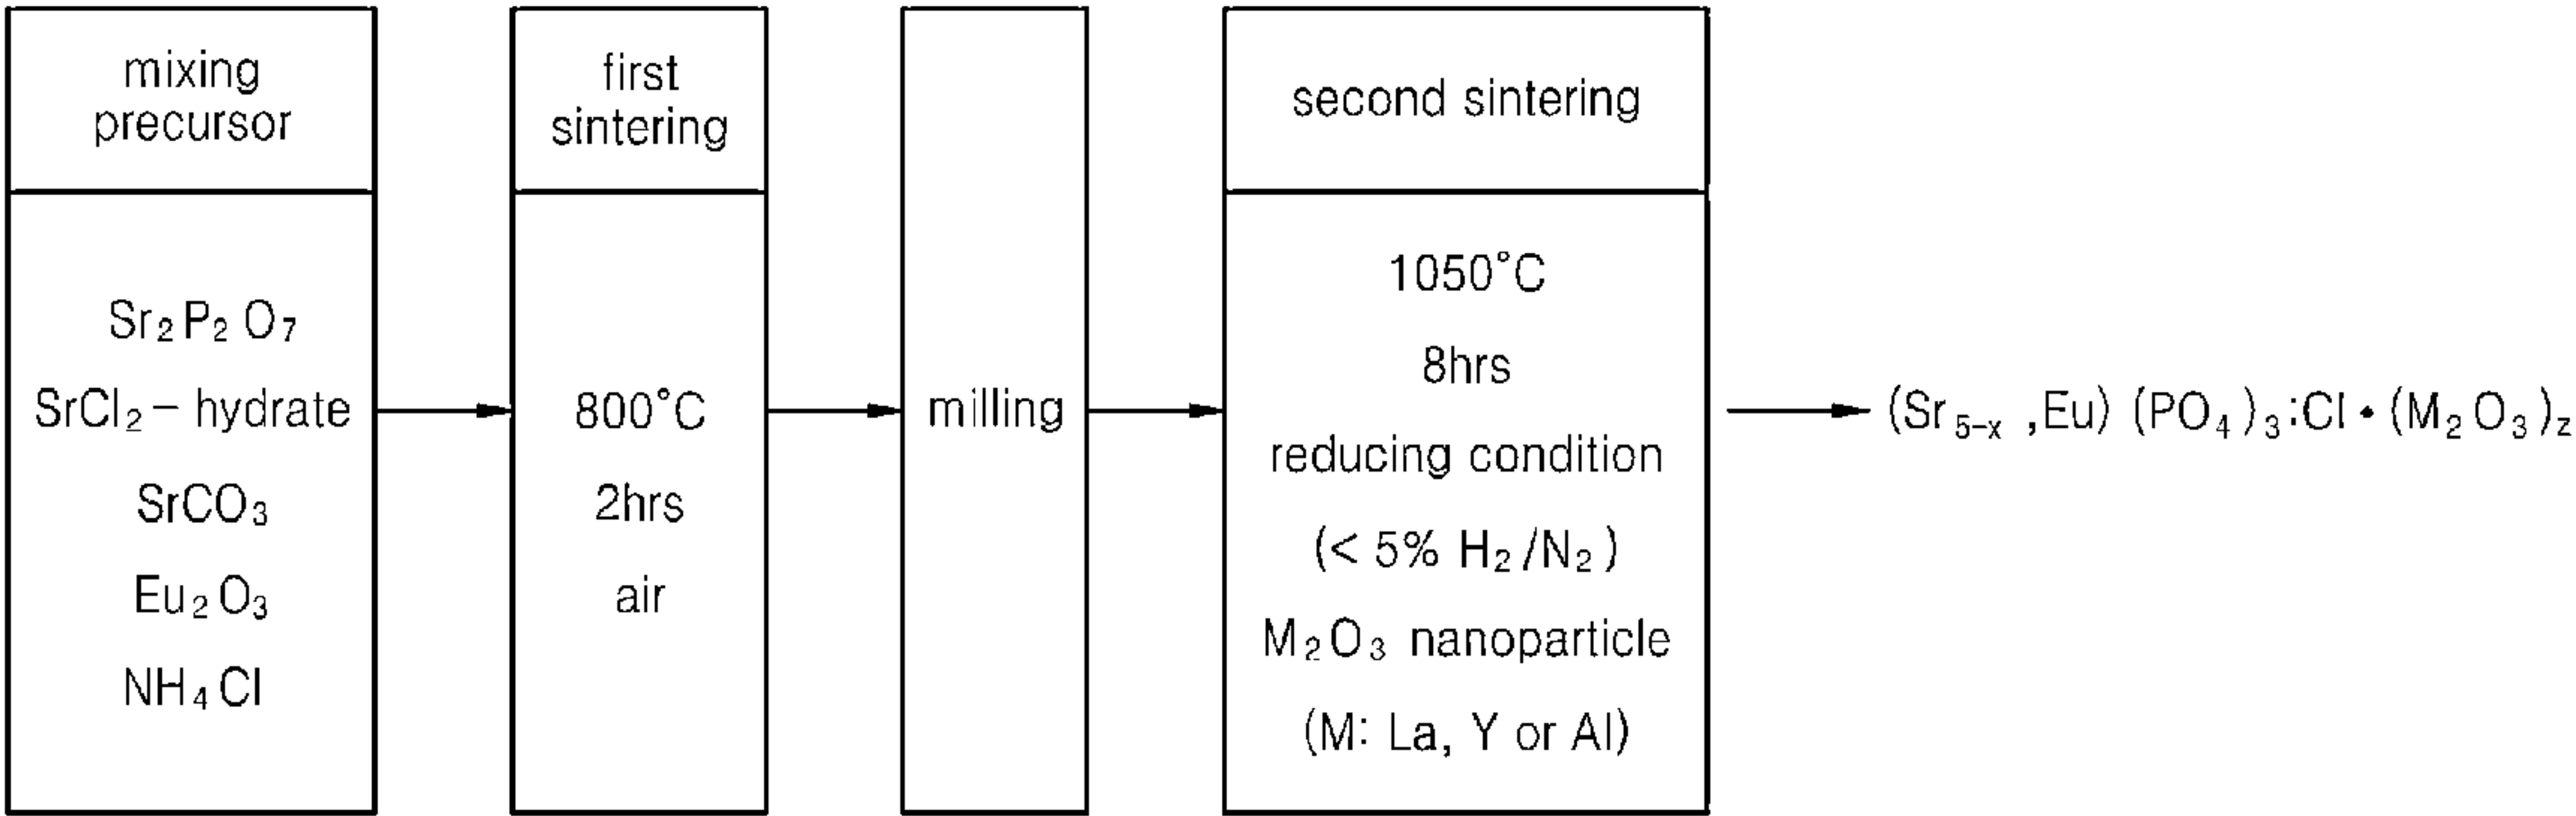 mixing
precursor
Sr₂P₂O₇
SrCl₂ – hydrate
SrCO₃
Eu₂O₃
NH₄Cl
first
sintering
800°C
2hrs
air
milling
second sintering
1050°C
8hrs
reducing condition
(< 5% H₂/N₂)
M₂O₃ nanoparticle
(M: La, Y or Al)
(Sr₅₋ₓ ,Eu) (PO₄)₃:Cl • (M₂O₃)z